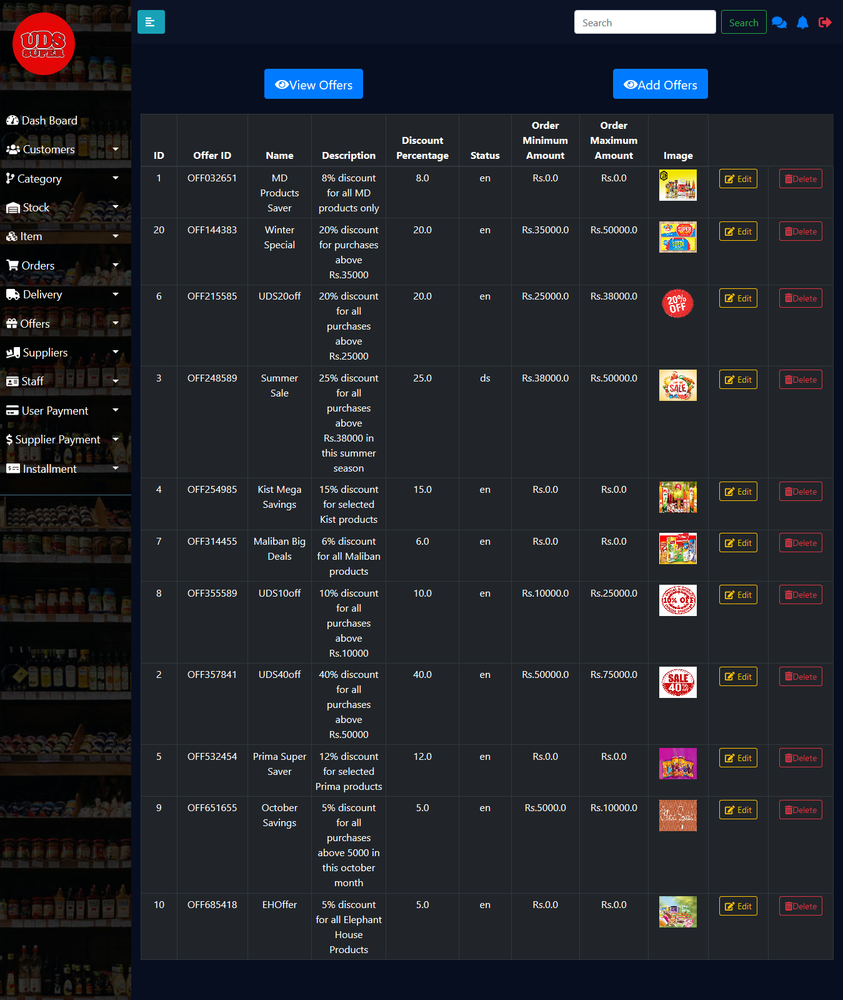 UDS
SUPER
Search
Search
View Offers
Add Offers
Dash Board
Customers
Category
Stock
Item
Orders
Delivery
Offers
Suppliers
Staff
User Payment
Supplier Payment
Installment
ID
Offer ID
Name
Description
Discount
Percentage
Status
Order
Minimum
Amount
Order
Maximum
Amount
Image
1
OFF032651
MD
Products
Saver
8% discount
for all MD
products only
8.0
en
Rs.0.0
Rs.0.0
Edit
Delete
20
OFF144383
Winter
Special
20% discount
for purchases
above
Rs.35000
20.0
en
Rs.35000.0
Rs.50000.0
SUPER
SUPER
Edit
Delete
6
OFF215585
UDS20off
20% discount
for all
purchases
above
Rs.25000
20.0
en
Rs.25000.0
Rs.38000.0
20%
OFF
Edit
Delete
3
OFF248589
Summer
Sale
25% discount
for all
purchases
above
Rs.38000 in
this summer
season
25.0
ds
Rs.38000.0
Rs.50000.0
SALE
Edit
Delete
4
OFF254985
Kist Mega
Savings
15% discount
for selected
Kist products
15.0
en
Rs.0.0
Rs.0.0
Edit
Delete
7
OFF314455
Maliban Big
Deals
6% discount
for all Maliban
products
6.0
en
Rs.0.0
Rs.0.0
Edit
Delete
8
OFF355589
UDS10off
10% discount
for all
purchases
above
Rs.10000
10.0
en
Rs.10000.0
Rs.25000.0
10% OFF
Edit
Delete
2
OFF357841
UDS40off
40% discount
for all
purchases
above
Rs.50000
40.0
en
Rs.50000.0
Rs.75000.0
SALE
40% OFF
Edit
Delete
5
OFF532454
Prima Super
Saver
12% discount
for selected
Prima products
12.0
en
Rs.0.0
Rs.0.0
Edit
Delete
9
OFF651655
October
Savings
5% discount
for all
purchases
above 5000 in
this october
month
5.0
en
Rs.5000.0
Rs.10000.0
Edit
Delete
10
OFF685418
EHOffer
5% discount
for all Elephant
House
Products
5.0
en
Rs.0.0
Rs.0.0
Edit
Delete